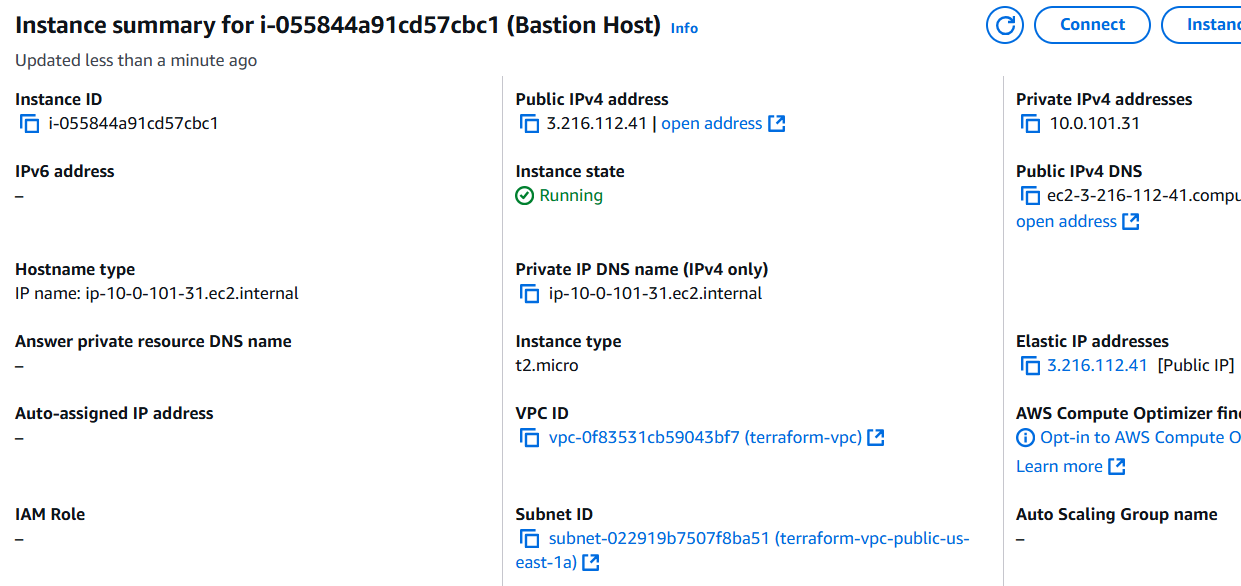 Instance summary for i-055844a91cd57cbc1 (Bastion Host) Info
Connect
Updated less than a minute ago
Instance ID
i-055844a91cd57cbc1
Public IPv4 address
3.216.112.41 | open address
Private IPv4 addresses
10.0.101.31
IPv6 address
–
Instance state
Running
Public IPv4 DNS
ec2-3-216-112-41.compu
open address
Hostname type
IP name: ip-10-0-101-31.ec2.internal
Private IP DNS name (IPv4 only)
ip-10-0-101-31.ec2.internal
Answer private resource DNS name
–
Instance type
t2.micro
Elastic IP addresses
3.216.112.41 [Public IP]
Auto-assigned IP address
–
VPC ID
vpc-0f83531cb59043bf7 (terraform-vpc)
AWS Compute Optimizer
Opt-in to AWS Compute
Learn more
IAM Role
–
Subnet ID
subnet-022919b7507f8ba51 (terraform-vpc-public-us-
east-1a)
Auto Scaling Group name
–